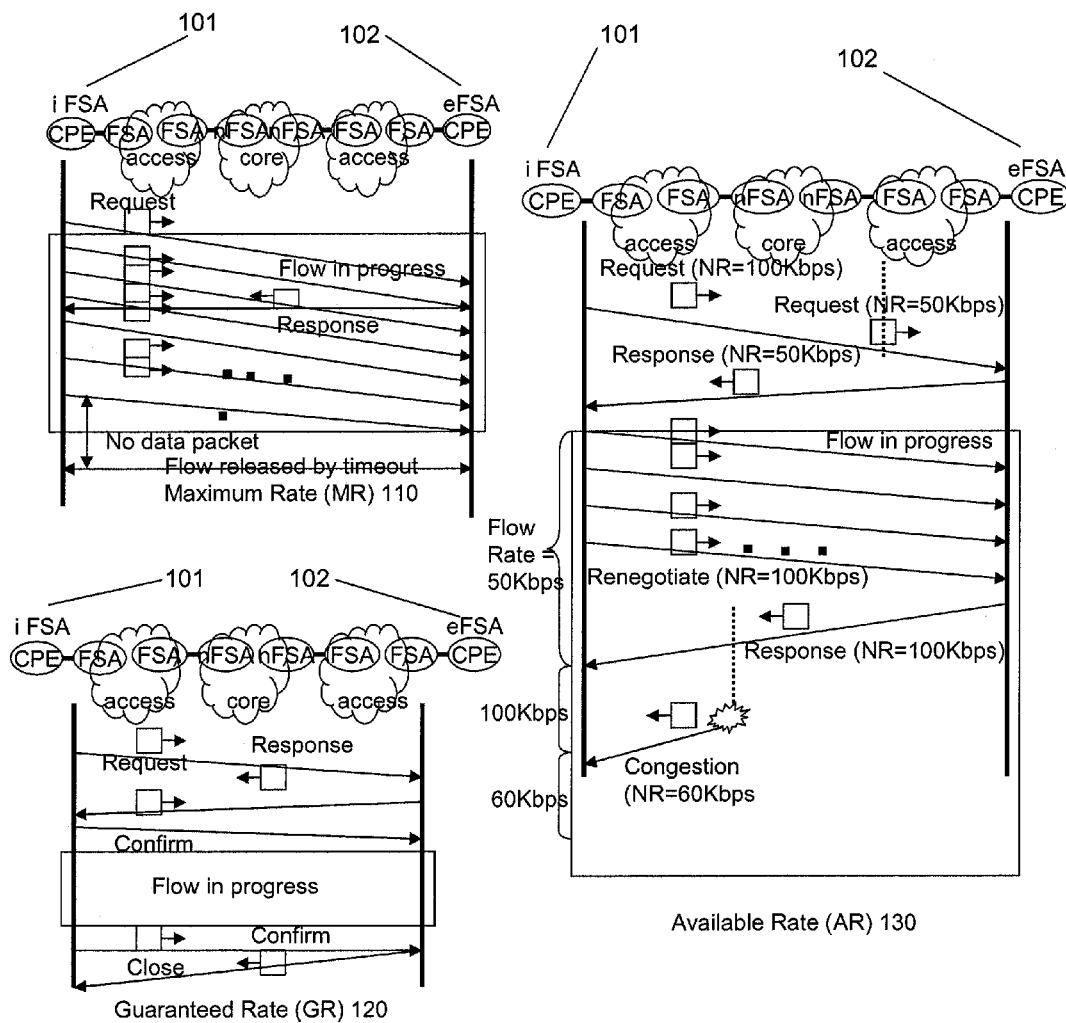 101
102
i FSA
eFSA
CPE FSA FSA nFSA nFSA FSA FSA CPE
access core access
Request
Flow in progress
Response
No data packet
Flow released by timeout
Maximum Rate (MR) 110
101
102
i FSA
eFSA
CPE FSA FSA nFSA nFSA FSA FSA CPE
access core access
Response
Request
Confirm
Flow in progress
Confirm
Close
Guaranteed Rate (GR) 120
101
102
i FSA
eFSA
CPE FSA FSA nFSA nFSA FSA FSA CPE
access core access
Request (NR=100Kbps)
Request (NR=50Kbps)
Response (NR=50Kbps)
Flow in progress
Flow
Rate =
50Kbps
Renegotiate (NR=100Kbps)
Response (NR=100Kbps)
100Kbps
Congestion
(NR=60Kbps
60Kbps
Available Rate (AR) 130